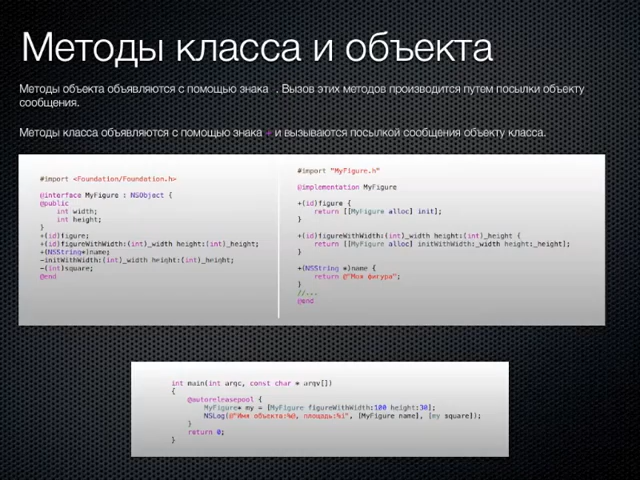 Методы класса и объекта
Методы объекта объявляются с помощью знака . Вызов этих методов производится путем посылки объекту
сообщения.
Методы класса объявляются с помощью знака + и вызываются посылкой сообщения объекту класса.
#import <Foundation/Foundation.h>
@interface MyFigure : NSObject {
@public
int width;
int height;
}
+(id)figure;
+(id)figureWithWidth:(int)_width height:(int)_height;
+(NSString*)name;
-initWithWidth:(int)_width height:(int)_height;
-(int)square;
@end
#import "MyFigure.h"
@implementation MyFigure
+(id)figure {
return [[MyFigure alloc] init];
}
+(id)figureWithWidth:(int)_width height:(int)_height {
return [[MyFigure alloc] initWithWidth:_width height:_height];
}
+(NSString *)name {
return @"Моя фигура";
}
//...
@end
int main(int argc, const char * argv[])
{
@autoreleasepool {
MyFigure* my = [MyFigure figureWithWidth:100 height:30];
NSLog(@"Имя объекта:%@, площадь:%i", [MyFigure name], [my square]);
}
return 0;
}